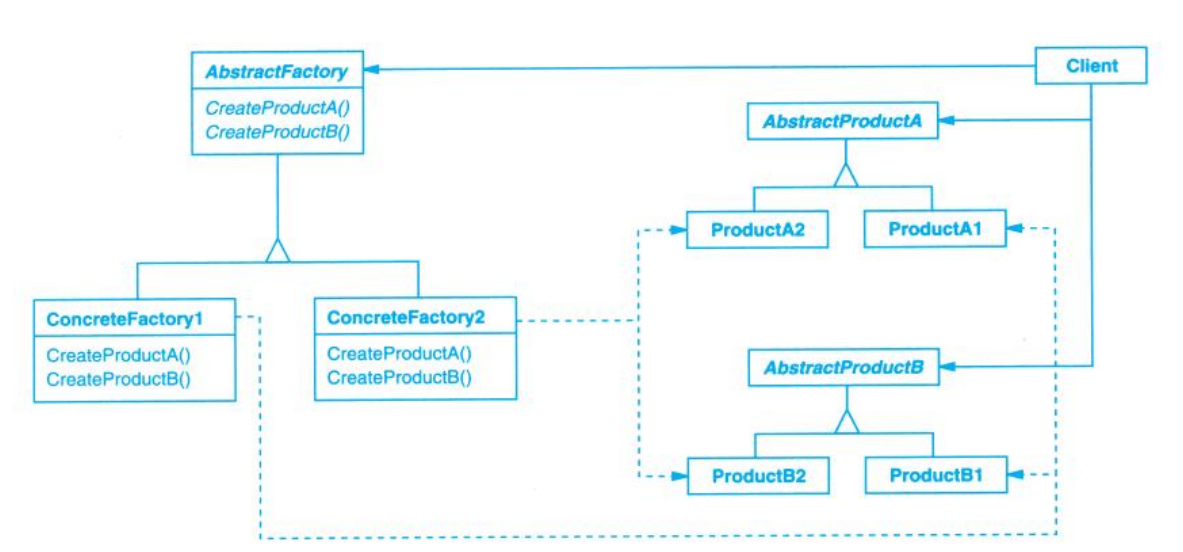 AbstractFactory
CreateProductA()
CreateProductB()
Client
AbstractProductA
ProductA2
ProductA1
ConcreteFactory1
CreateProductA()
CreateProductB()
ConcreteFactory2
CreateProductA()
CreateProductB()
AbstractProductB
ProductB2
ProductB1